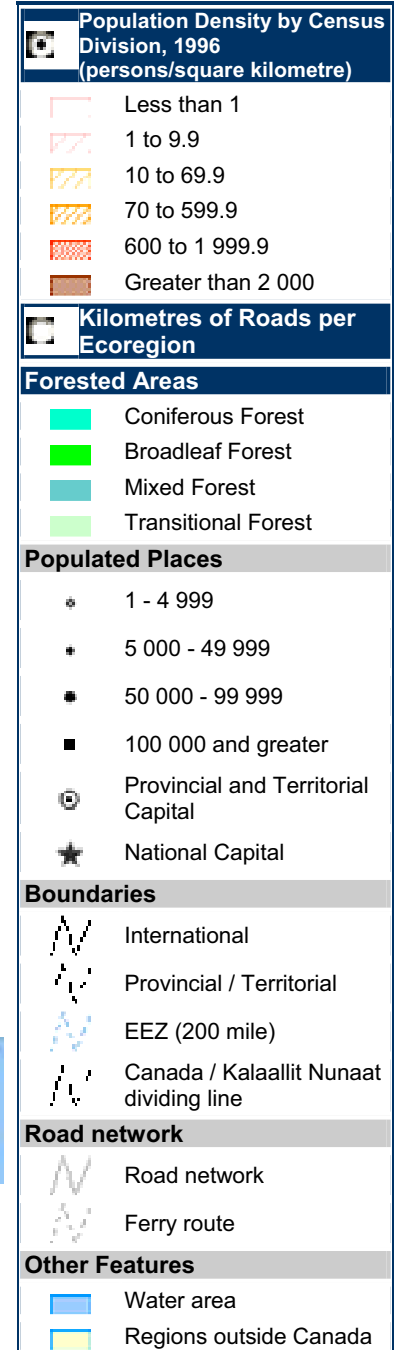 Population Density by Census
Division, 1996
(persons/square kilometre)
Less than 1
1 to 9.9
10 to 69.9
70 to 599.9
600 to 1 999.9
Greater than 2 000
Kilometres of Roads per
Ecoregion
Forested Areas
Coniferous Forest
Broadleaf Forest
Mixed Forest
Transitional Forest
Populated Places
1 - 4 999
5 000 - 49 999
50 000 - 99 999
100 000 and greater
Provincial and Territorial
Capital
National Capital
Boundaries
International
Provincial / Territorial
EEZ (200 mile)
Canada / Kalaallit Nunaat
dividing line
Road network
Road network
Ferry route
Other Features
Water area
Regions outside Canada